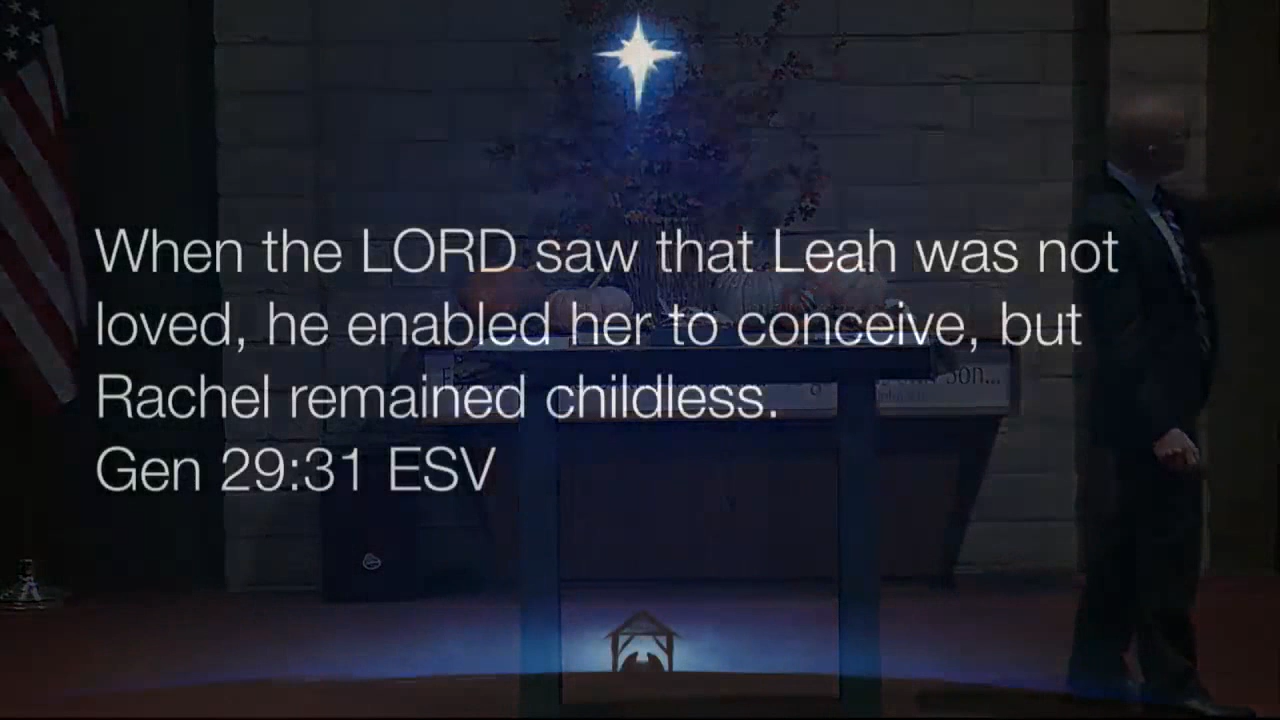 When the LORD saw that Leah was not
loved, he enabled her to conceive, but
Rachel remained childless.
Gen 29:31 ESV
Son...